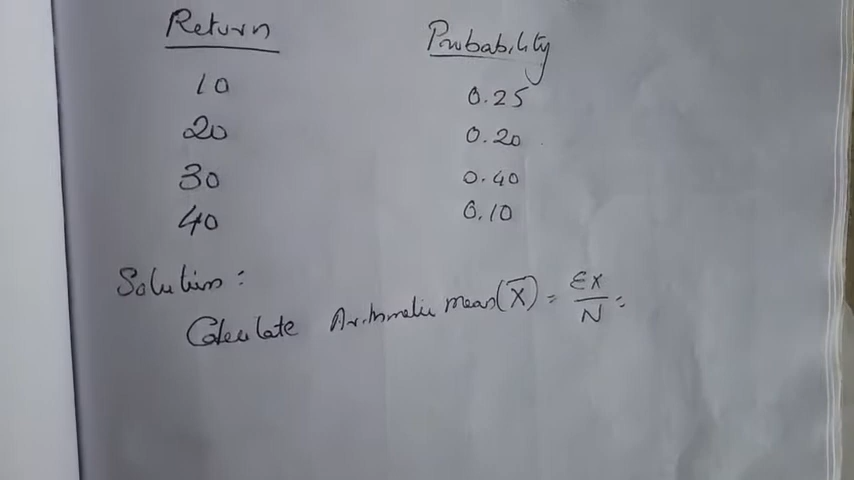 Return Probability
10 0.25
20 0.20
30 0.40
40 0.10
Solution:
Calculate Arithmetic mean (X̄) = ΣX/N =